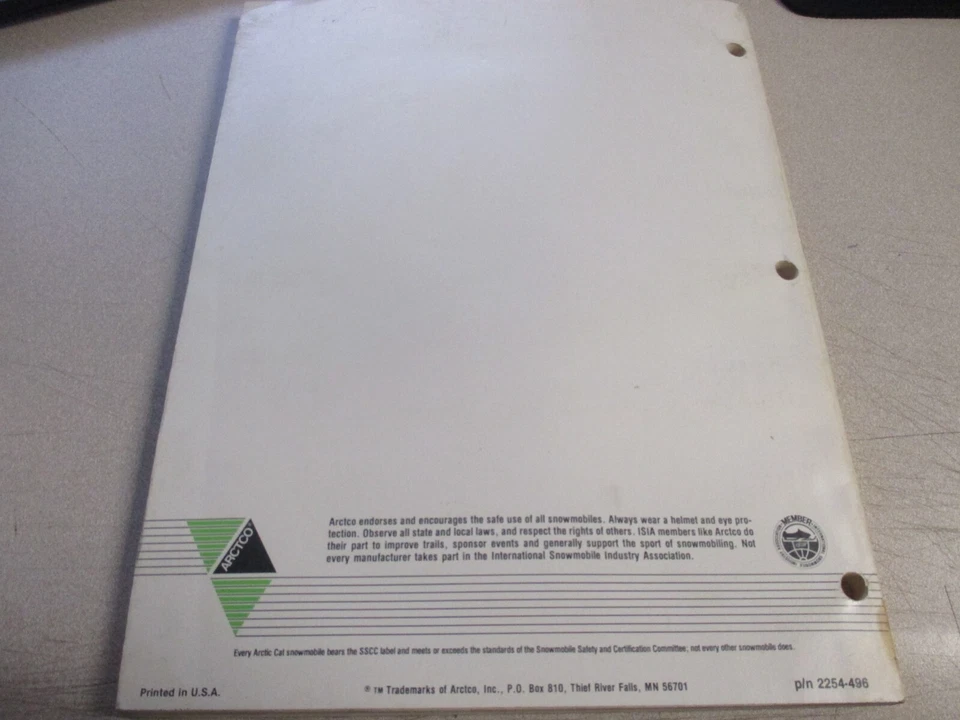 Arctco endorses and encourages the safe use of all snowmobiles. Always wear a helmet and eye pro-
tection. Observe all state and local laws, and respect the rights of others. ISIA members like Arctco do
their part to improve trails, sponsor events and generally support the sport of snowmobiling. Not
every manufacturer takes part in the International Snowmobile Industry Association.
ARCTCO
MEMBER
Every Arctic Cat snowmobile bears the SSCC label and meets or exceeds the standards of the Snowmobile Safety and Certification Committee; not every other snowmobile does.
Printed in U.S.A.
® TM Trademarks of Arctco, Inc., P.O. Box 810, Thief River Falls, MN 56701
p/n 2254-496